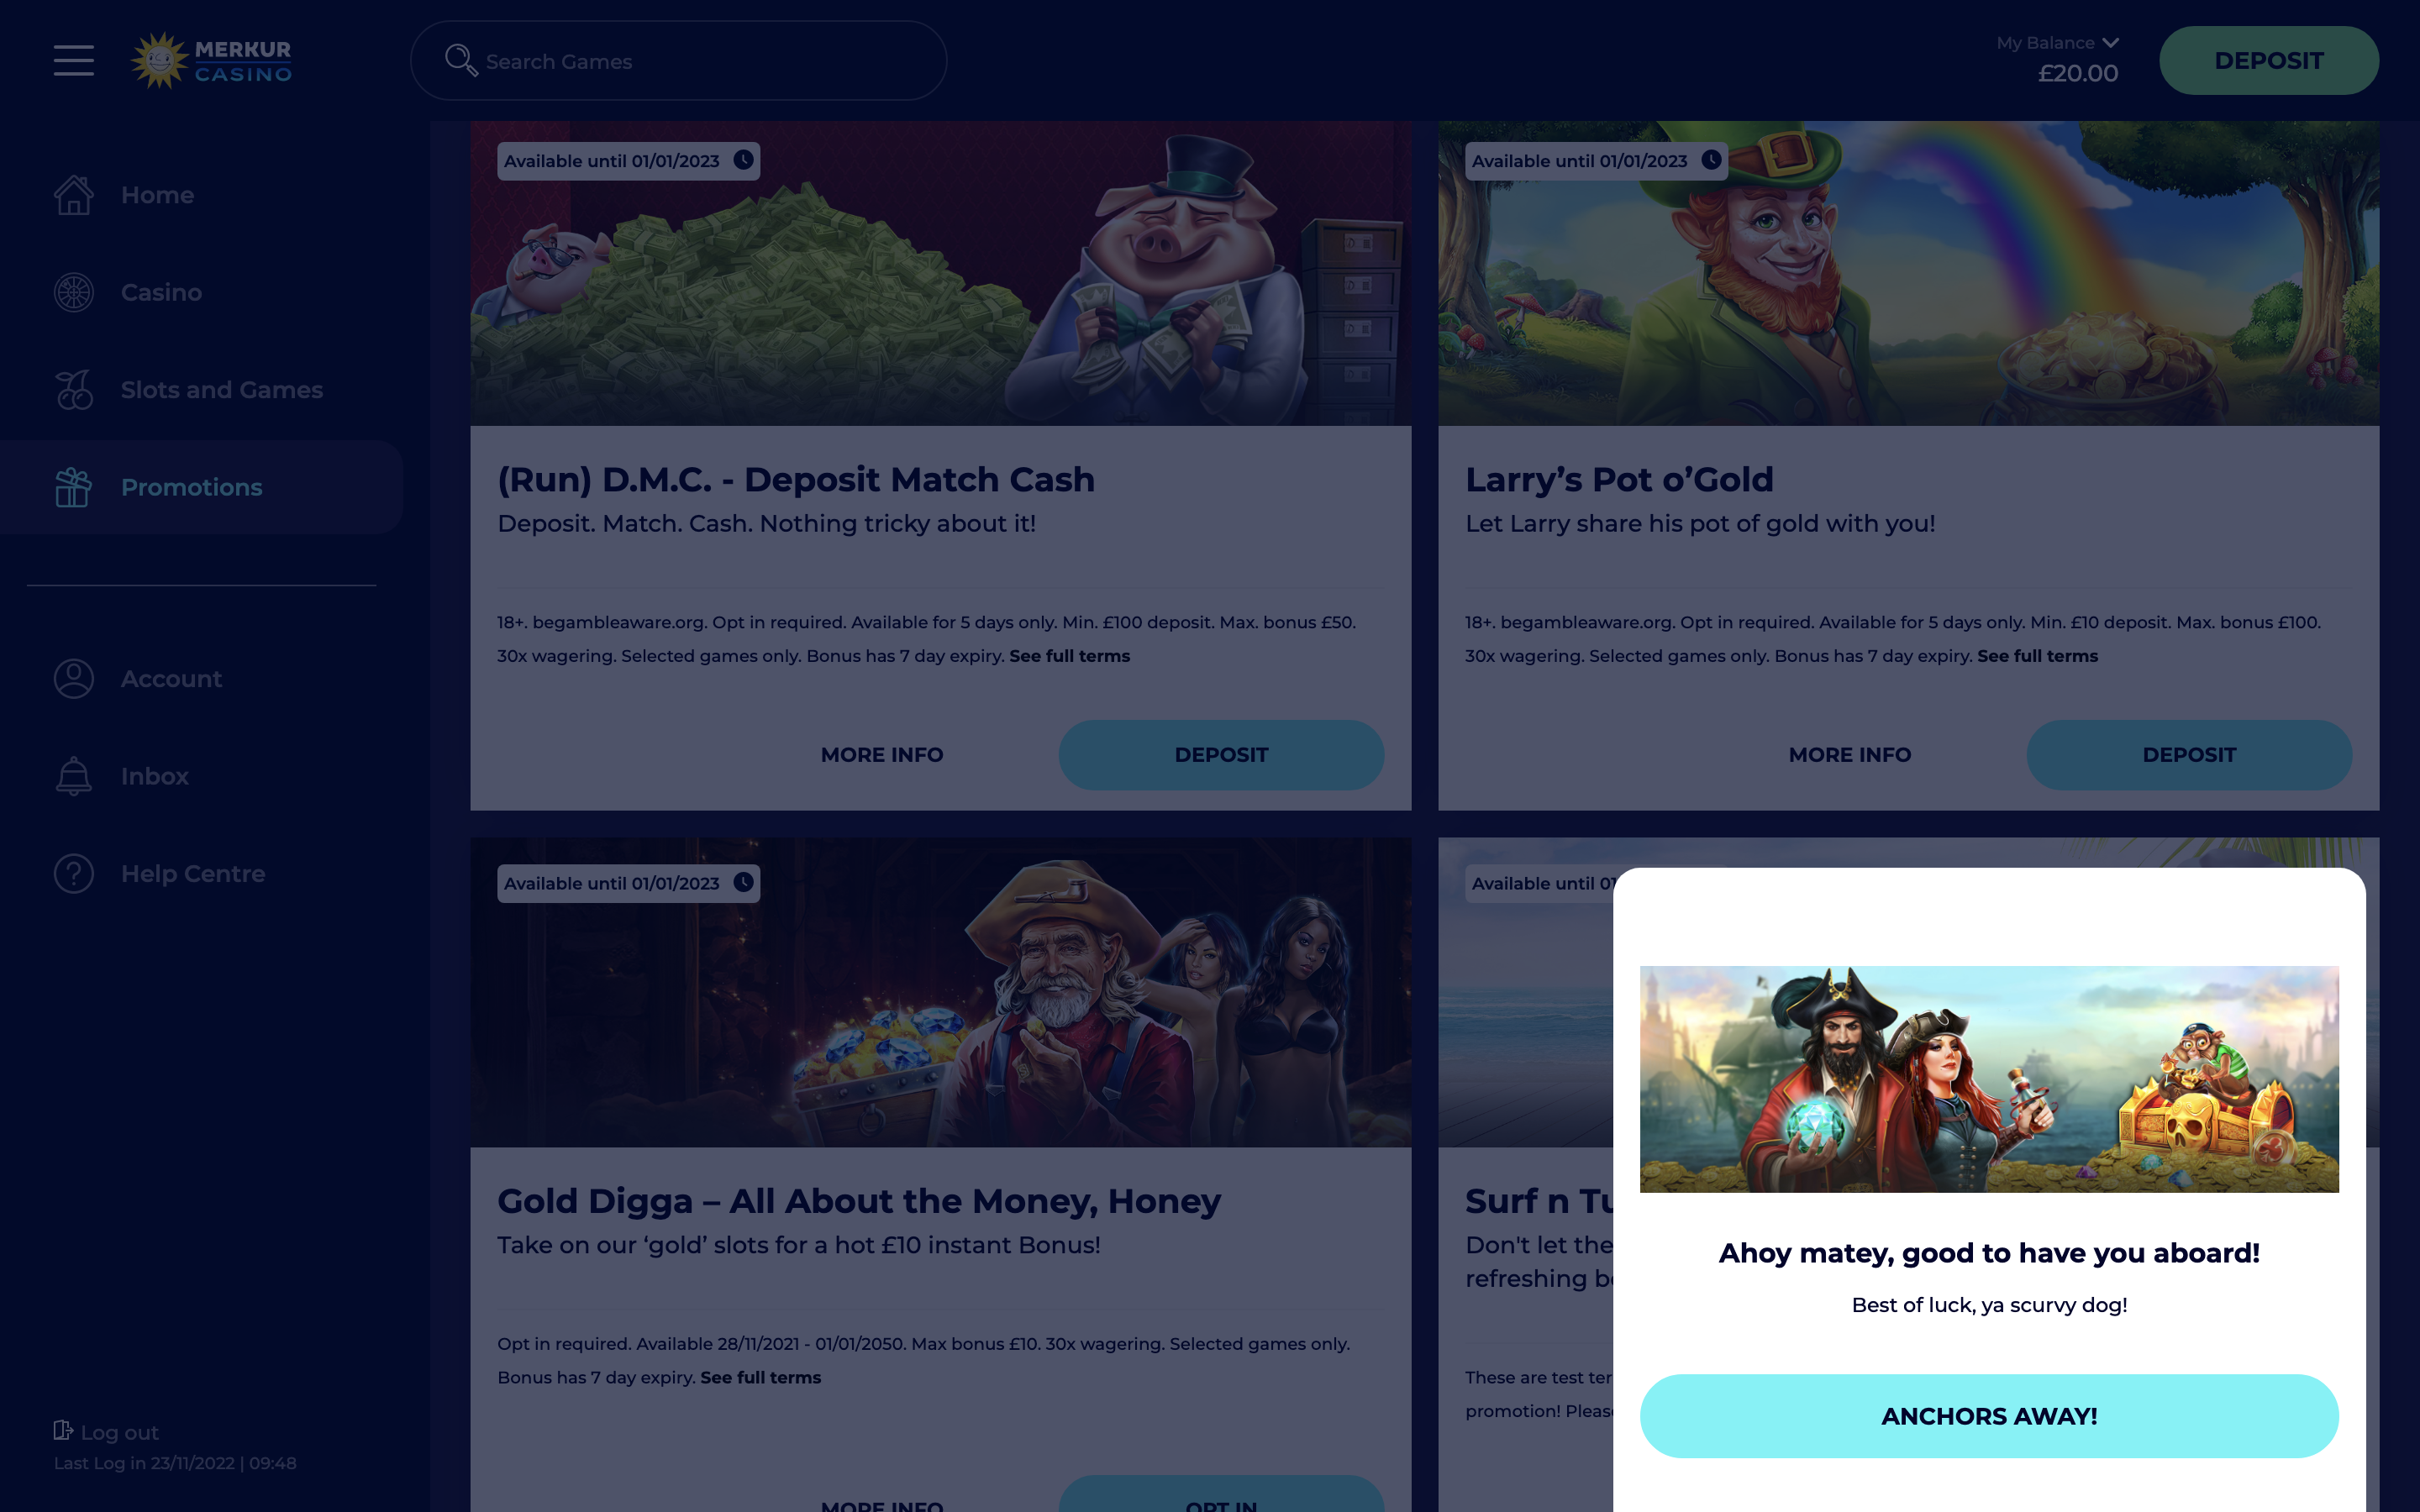 MERKUR
CASINO
Search Games
My Balance
£20.00
DEPOSIT
Home
Casino
Slots and Games
Promotions
Account
Inbox
Help Centre
Log out
Last Log in 23/11/2022 | 09:48
Available until 01/01/2023
(Run) D.M.C. - Deposit Match Cash
Deposit. Match. Cash. Nothing tricky about it!
18+. begambleaware.org. Opt in required. Available for 5 days only. Min. £100 deposit. Max. bonus £50.
30x wagering. Selected games only. Bonus has 7 day expiry. See full terms
MORE INFO
DEPOSIT
Available until 01/01/2023
Larry’s Pot o’Gold
Let Larry share his pot of gold with you!
18+. begambleaware.org. Opt in required. Available for 5 days only. Min. £10 deposit. Max. bonus £100.
30x wagering. Selected games only. Bonus has 7 day expiry. See full terms
MORE INFO
DEPOSIT
Available until 01/01/2023
Gold Digga – All About the Money, Honey
Take on our ‘gold’ slots for a hot £10 instant Bonus!
Opt in required. Available 28/11/2021 - 01/01/2050. Max bonus £10. 30x wagering. Selected games only.
Bonus has 7 day expiry. See full terms
MORE INFO
OPT IN
Available until 01
Surf n Tu
Don't let the
refreshing
These are test
promotion!
Ahoy matey, good to have you aboard!
Best of luck, ya scurvy dog!
ANCHORS AWAY!